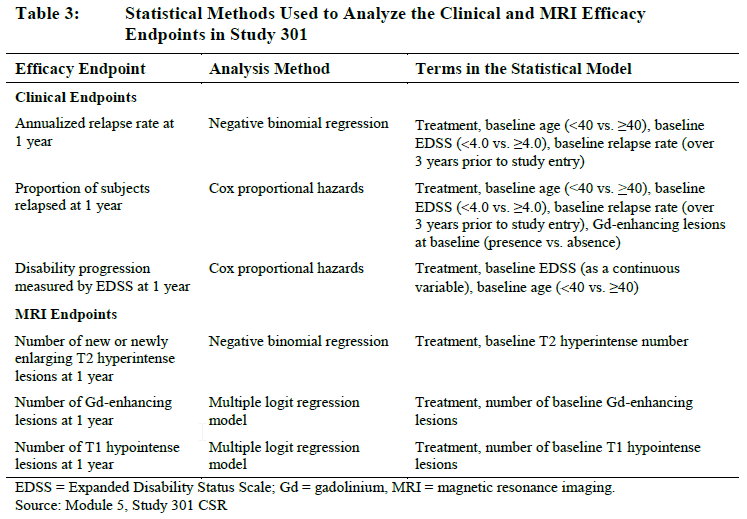 Table 3: Statistical Methods Used to Analyze the Clinical and MRI Efficacy
Endpoints in Study 301
Efficacy Endpoint Analysis Method Terms in the Statistical Model
Clinical Endpoints
Annualized relapse rate at Negative binomial regression Treatment, baseline age (<40 vs. ≥40), baseline
1 year EDSS (<4.0 vs. ≥4.0), baseline relapse rate (over
3 years prior to study entry)
Proportion of subjects Cox proportional hazards Treatment, baseline age (<40 vs. ≥40), baseline
relapsed at 1 year EDSS (<4.0 vs. ≥4.0), baseline relapse rate (over
3 years prior to study entry), Gd-enhancing lesions
at baseline (presence vs. absence)
Disability progression Cox proportional hazards Treatment, baseline EDSS (as a continuous
measured by EDSS at 1 year variable), baseline age (<40 vs. ≥40)
MRI Endpoints
Number of new or newly Negative binomial regression Treatment, baseline T2 hyperintense number
enlarging T2 hyperintense
lesions at 1 year
Number of Gd-enhancing Multiple logit regression Treatment, number of baseline Gd-enhancing
lesions at 1 year model lesions
Number of T1 hypointense Multiple logit regression Treatment, number of baseline T1 hypointense
lesions at 1 year model lesions
EDSS = Expanded Disability Status Scale; Gd = gadolinium, MRI = magnetic resonance imaging.
Source: Module 5, Study 301 CSR